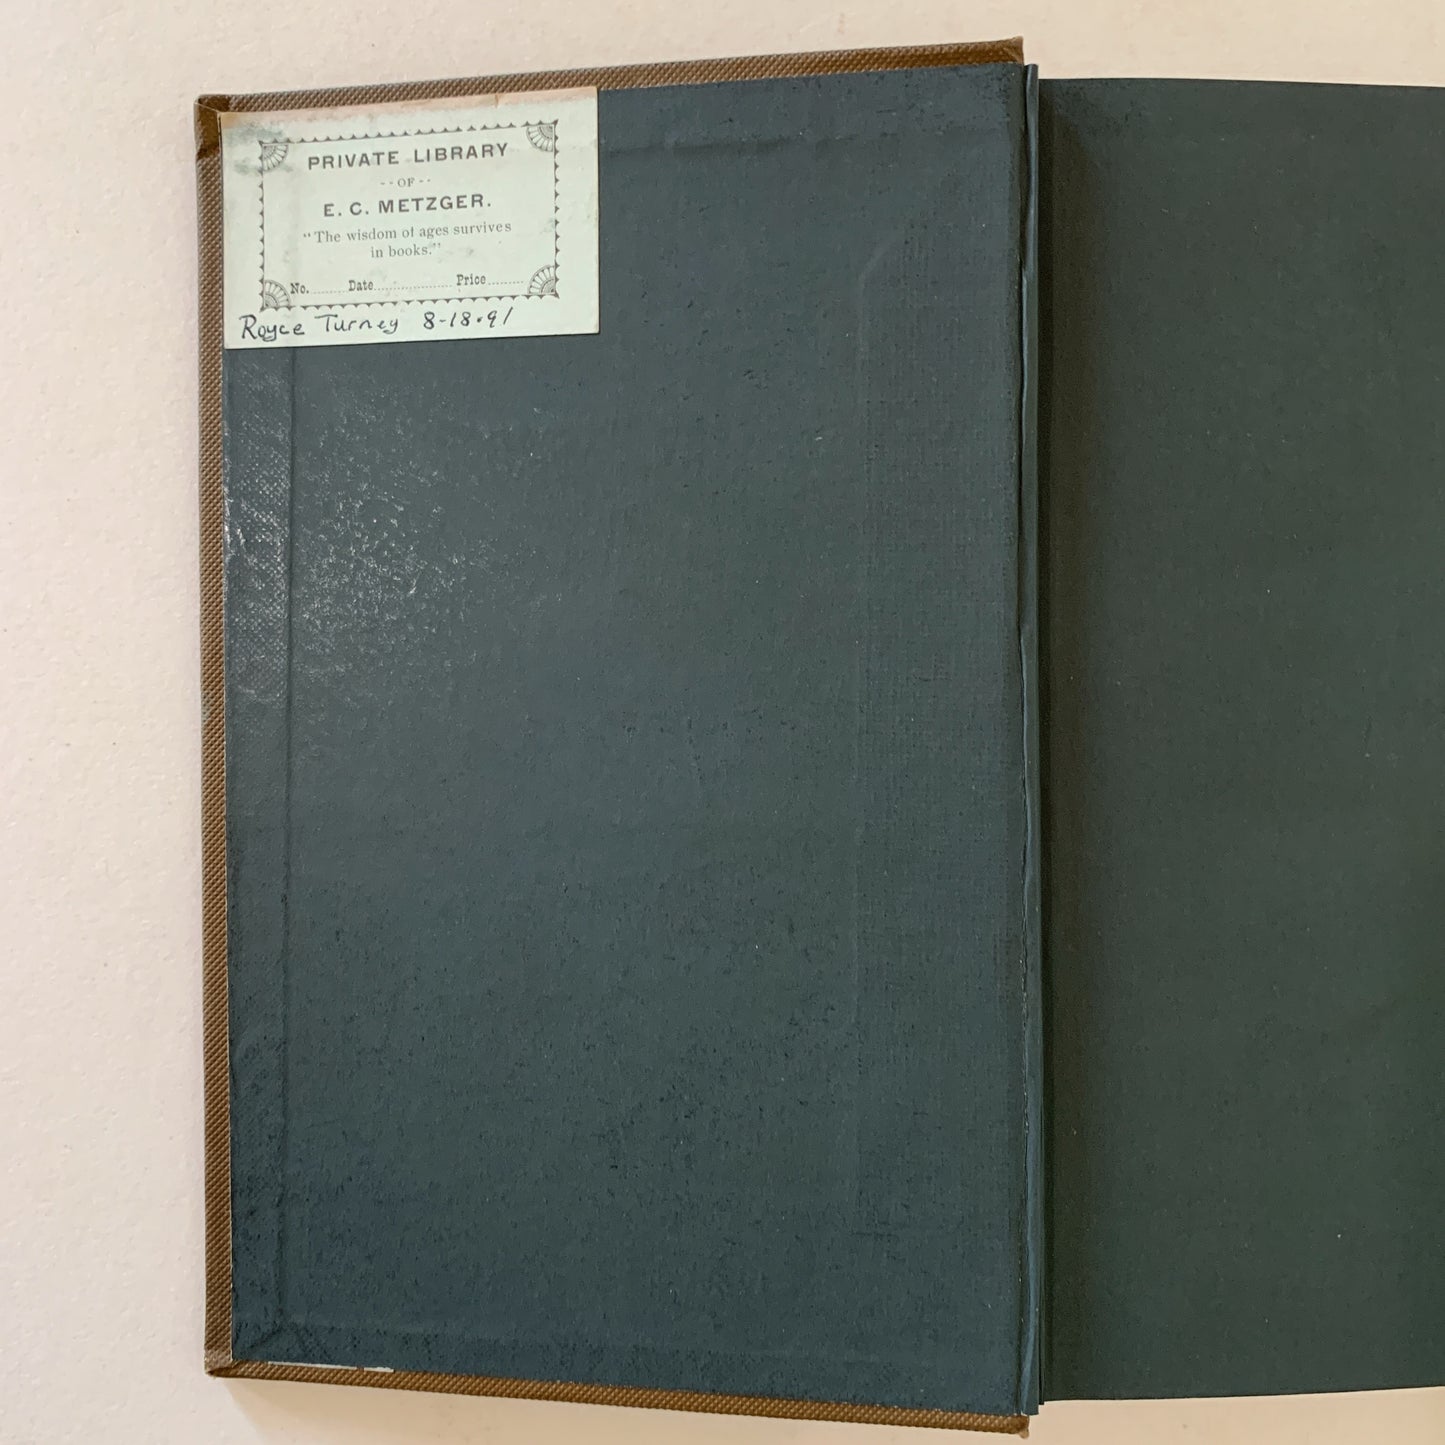 PRIVATE LIBRARY
--OF--
E. C. METZGER.
"The wisdom of ages survives
in books."
No. ........ Date.................... Price.........
Royce Turney 8-18-91